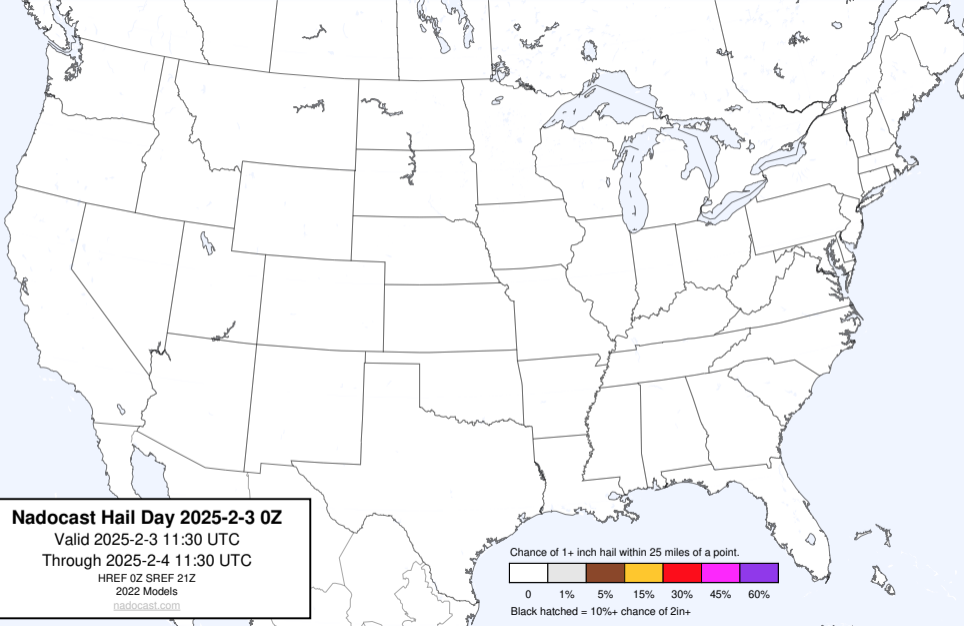 Nadocast Hail Day 2025-2-3 0Z
Valid 2025-2-3 11:30 UTC
Through 2025-2-4 11:30 UTC
HREF 0Z SREF 21Z
2022 Models
nadocast.com
Chance of 1+ inch hail within 25 miles of a point.
0 1% 5% 15% 30% 45% 60%
Black hatched = 10%+ chance of 2in+